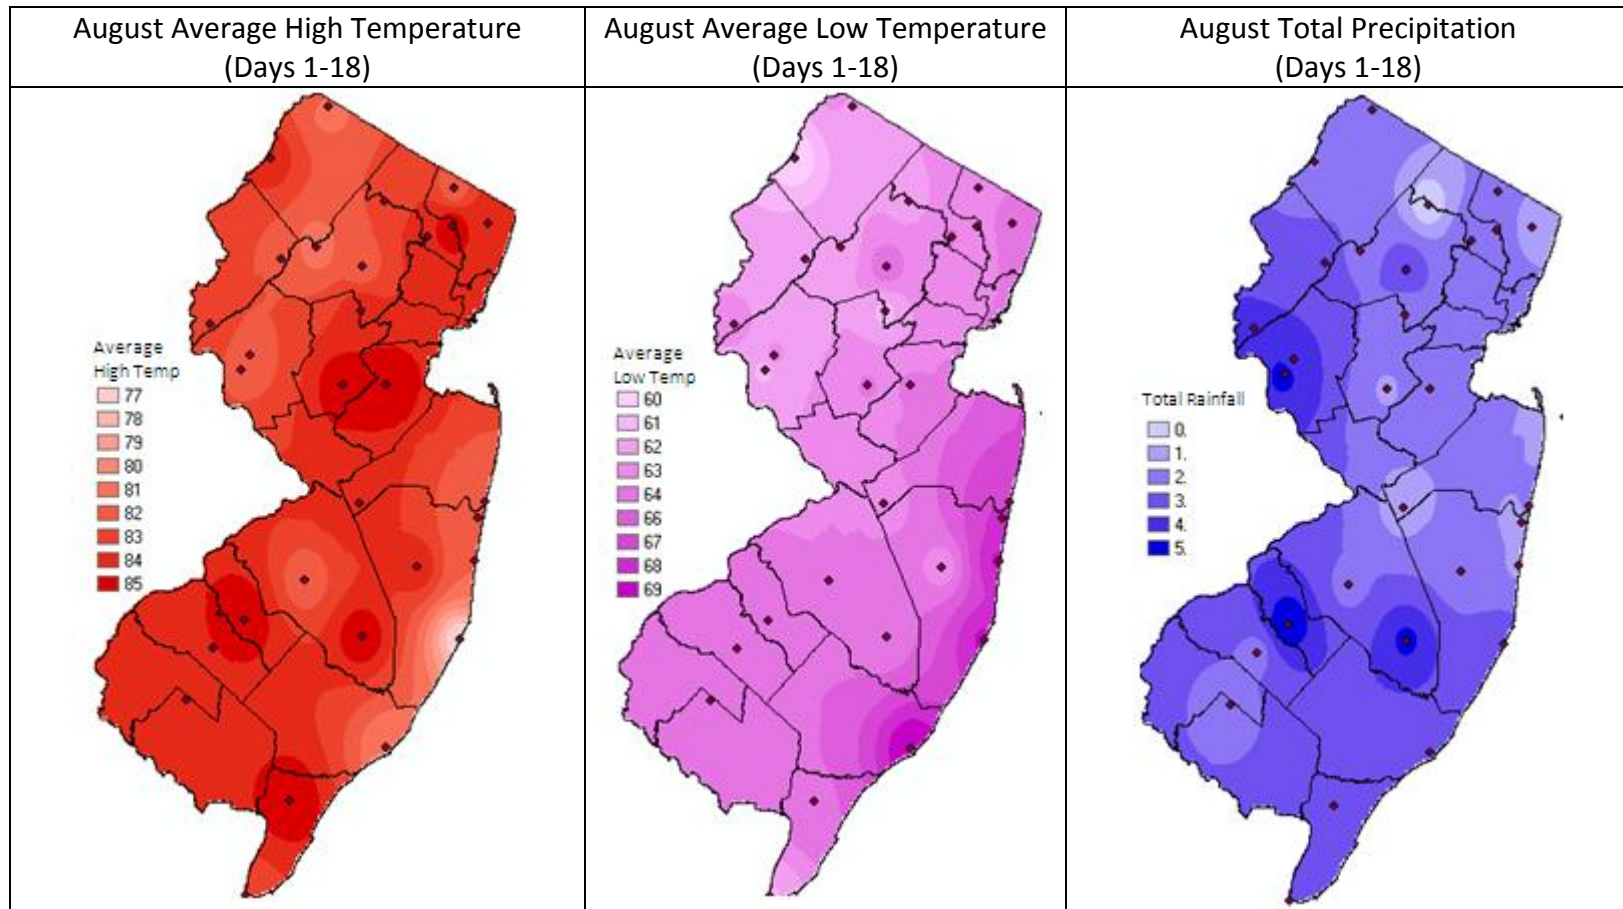 August Average High Temperature
(Days 1-18)
August Average Low Temperature
(Days 1-18)
August Total Precipitation
(Days 1-18)
Average
High Temp
77
78
79
80
81
82
83
84
85
Average
Low Temp
60
61
62
63
64
66
67
68
69
Total Rainfall
0.
1.
2.
3.
4.
5.